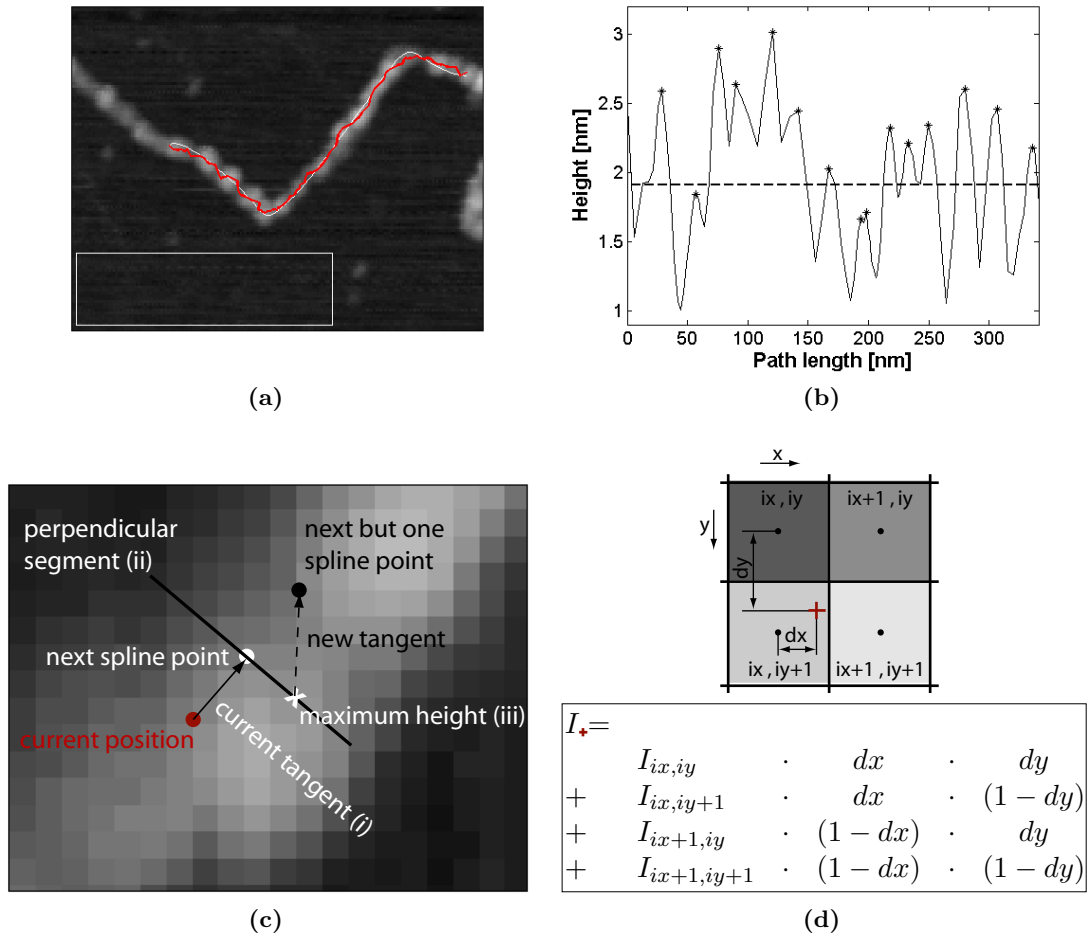 (a)
3
2.5
2
1.5
1
Height [nm]
0
50
100
150
200
250
300
Path length [nm]
(b)
perpendicular
segment (ii)
next but one
spline point
new tangent
next spline point
maximum height (iii)
current position
current tangent (i)
(c)
x
y
ix , iy
ix+1 , iy
dy
dx
ix , iy+1
ix+1 , iy+1
I+=
I_{ix,iy} · dx · dy
+ I_{ix,iy+1} · dx · (1 − dy)
+ I_{ix+1,iy} · (1 − dx) · dy
+ I_{ix+1,iy+1} · (1 − dx) · (1 − dy)
(d)